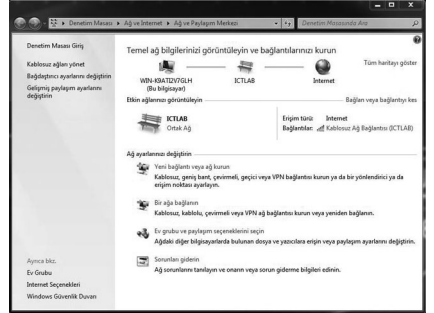 Denetim Masası ▸ Ağ ve Internet ▸ Ağ ve Paylaşım Merkezi
Denetim Masasında Ara
Denetim Masası Giriş
Kablosuz ağları yönet
Bağdaştırıcı ayarlarını değiştirin
Gelişmiş paylaşım ayarlarını
değiştirin
Temel ağ bilgilerinizi görüntüleyin ve bağlantılarınızı kurun
Tüm haritayı göster
WIN-K9ATI2V7GLH
(Bu bilgisayar)
ICTLAB
Internet
Etkin ağlarınızı görüntüleyin
Bağlan veya bağlantıyı kes
ICTLAB
Ortak Ağ
Erişim türü: Internet
Bağlantılar: Kablosuz Ağ Bağlantısı (ICTLAB)
Ağ ayarlarınızı değiştirin
Yeni bağlantı veya ağ kurun
Kablosuz, geniş bant, çevirmeli, geçici veya VPN bağlantısı kurun ya da bir yönlendirici ya da
erişim noktası ayarlayın.
Bir ağa bağlanın
Kablosuz, kablolu, çevirmeli veya VPN ağ bağlantısı kurun veya yeniden bağlanın.
Ev grubu ve paylaşım seçeneklerini seçin
Ağdaki diğer bilgisayarlarda bulunan dosya ve yazıcılara erişin veya paylaşım ayarlarını değiştirin.
Sorunları giderin
Ağ sorunlarını tanılayın ve onarın veya sorun giderme bilgileri edinin.
Ayrıca bkz.
Ev Grubu
Internet Seçenekleri
Windows Güvenlik Duvarı